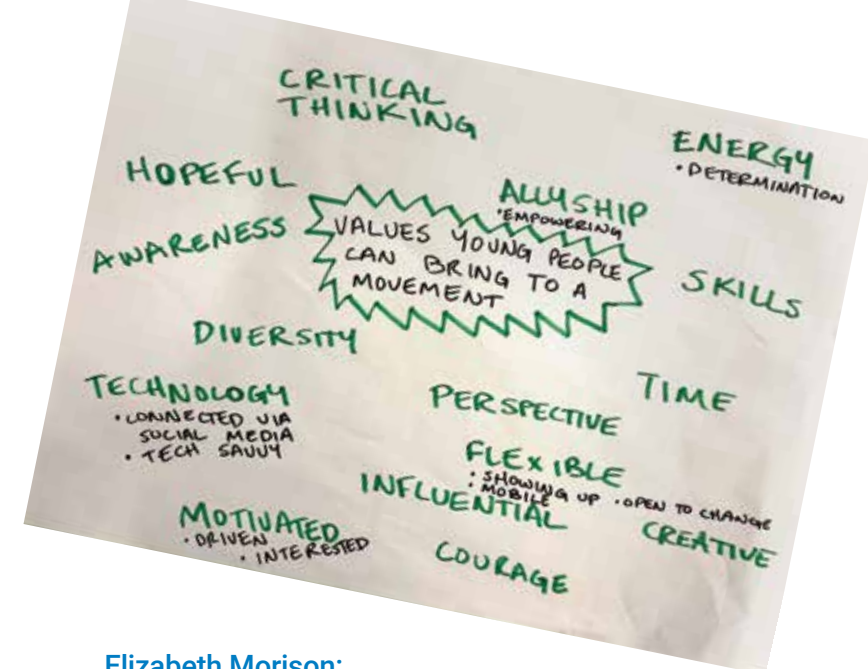 CRITICAL
THINKING
ENERGY
• DETERMINATION
HOPEFUL
ALLYSHIP
• EMPOWERING
AWARENESS
VALUES YOUNG PEOPLE
CAN BRING TO A
MOVEMENT
SKILLS
DIVERSITY
TECHNOLOGY
• CONNECTED VIA
SOCIAL MEDIA
• TECH SAVVY
TIME
PERSPECTIVE
FLEXIBLE
• SHOWING UP • OPEN TO CHANGE
• MOBILE
INFLUENTIAL
MOTIVATED
• DRIVEN
• INTERESTED
CREATIVE
COURAGE
Elizabeth Morison: